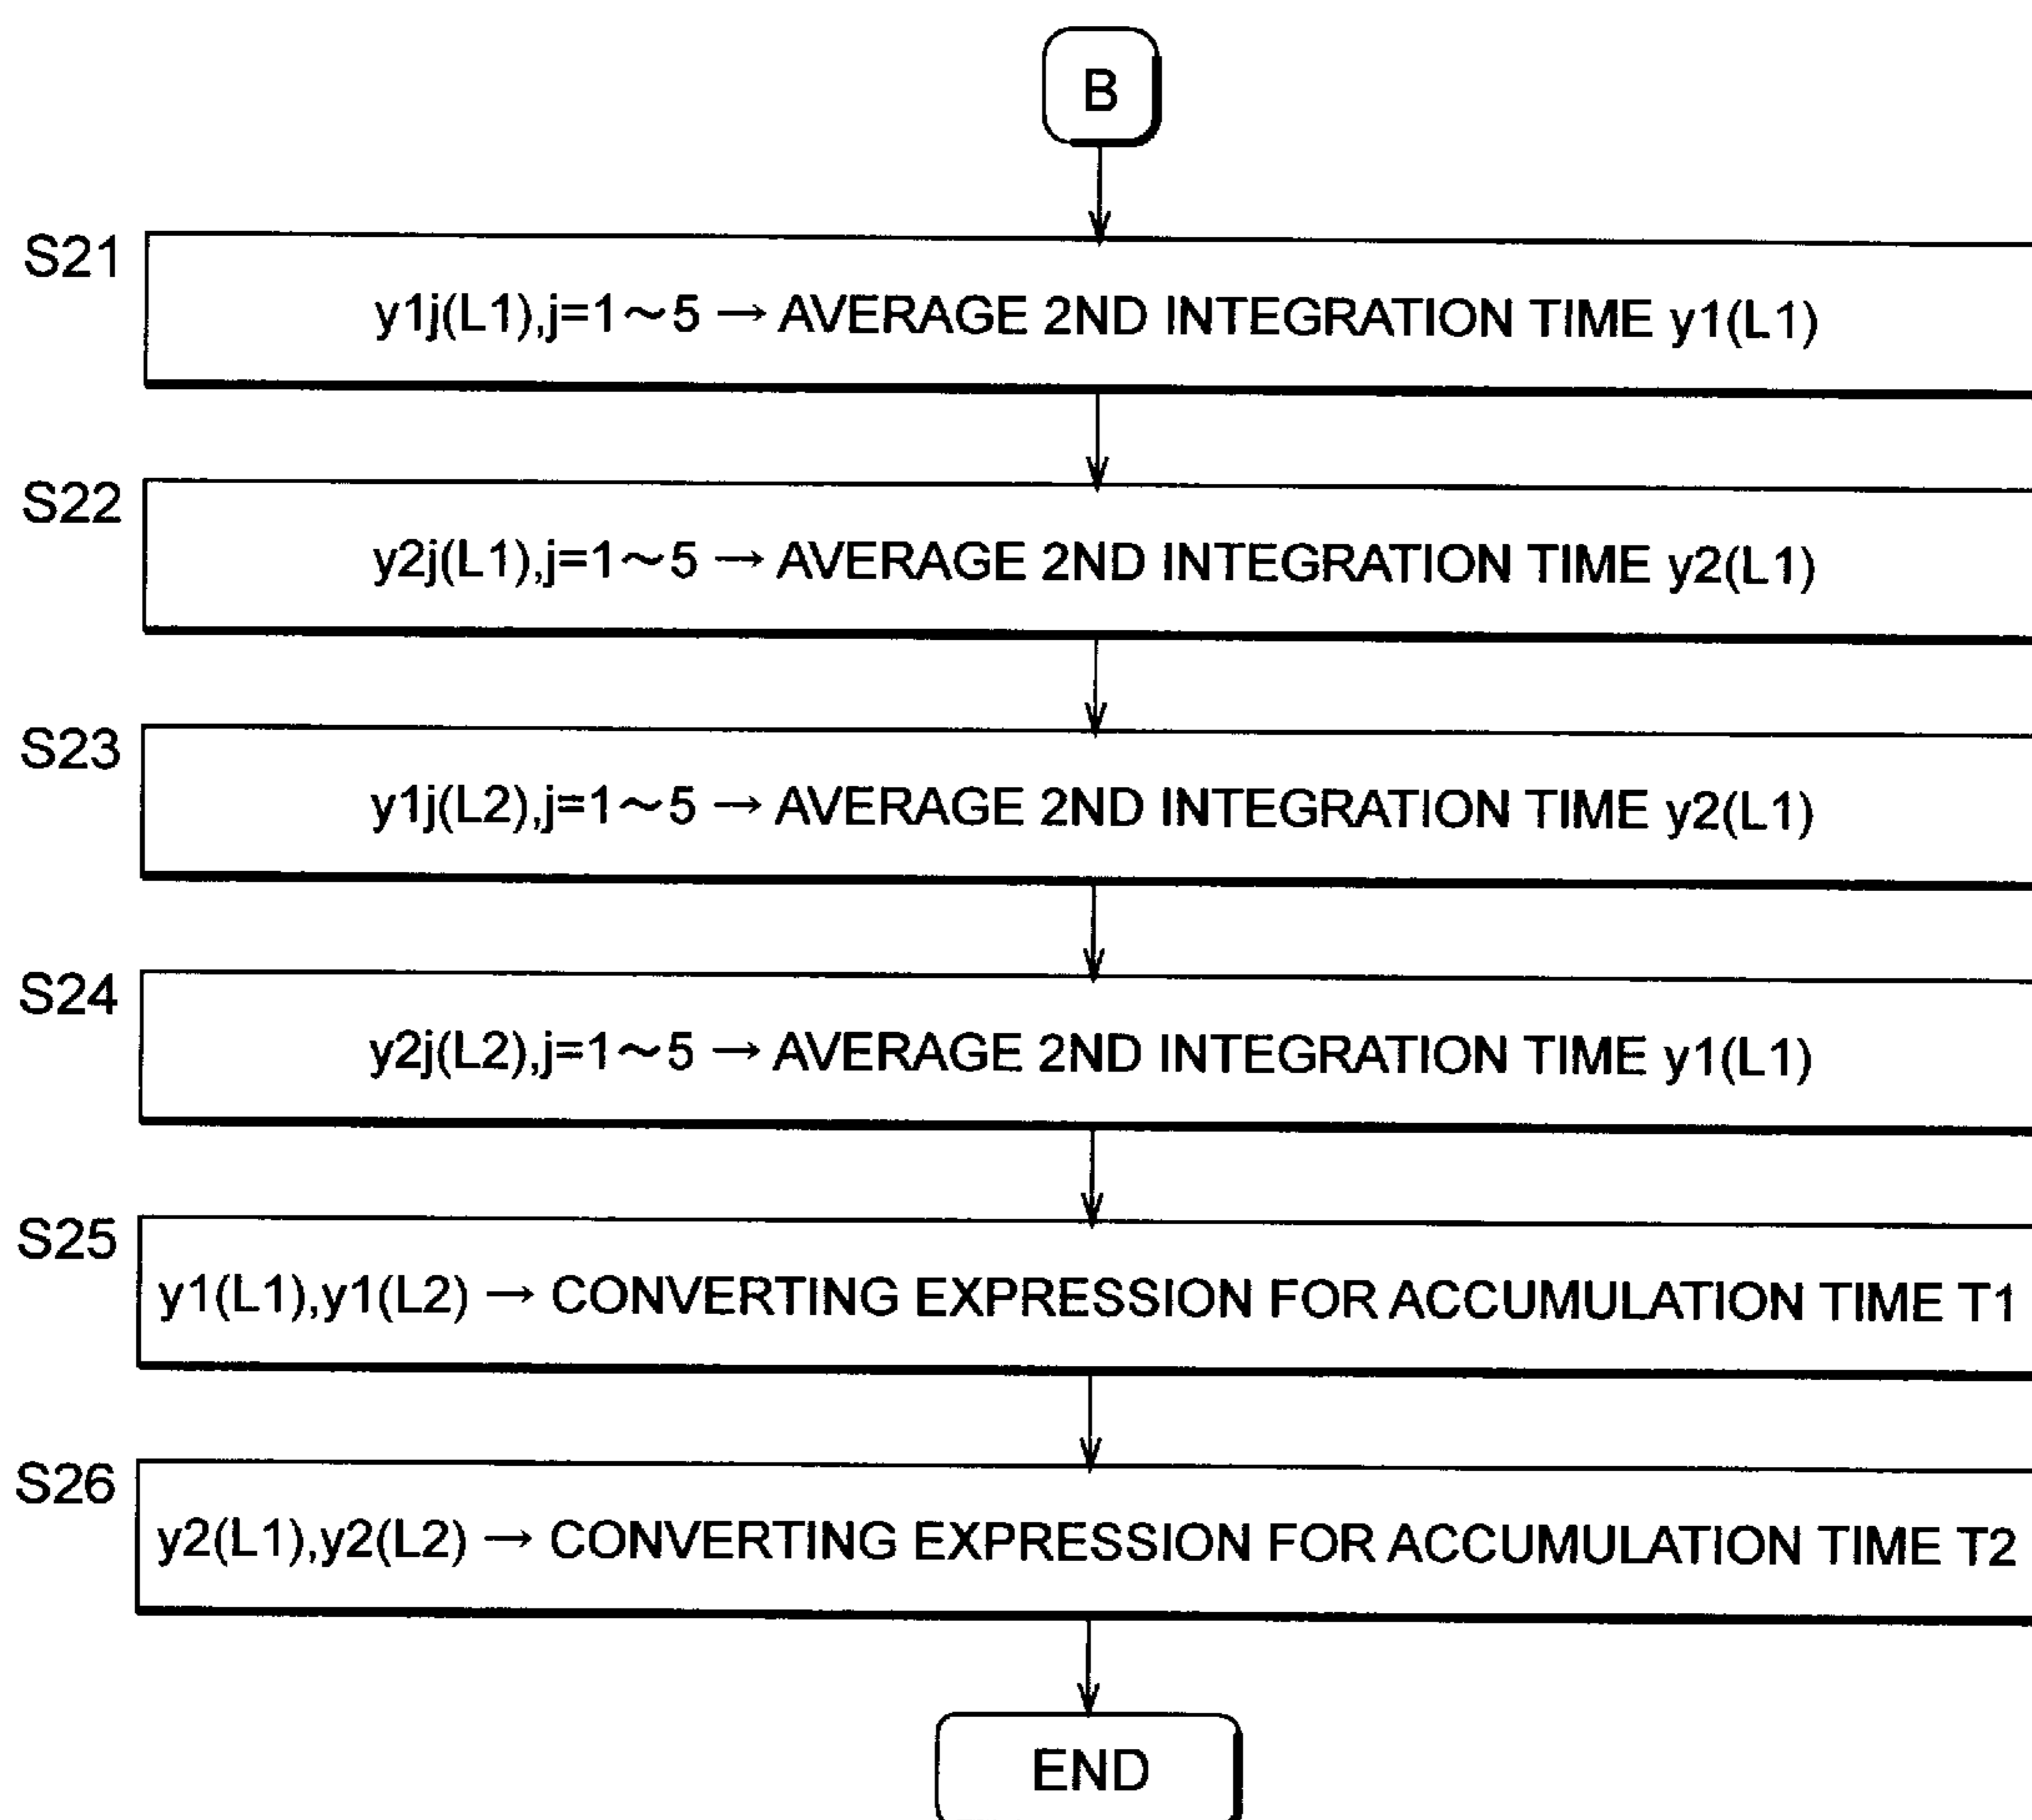 B
S21
y1j(L1),j=1～5 → AVERAGE 2ND INTEGRATION TIME y1(L1)
S22
y2j(L1),j=1～5 → AVERAGE 2ND INTEGRATION TIME y2(L1)
S23
y1j(L2),j=1～5 → AVERAGE 2ND INTEGRATION TIME y2(L1)
S24
y2j(L2),j=1～5 → AVERAGE 2ND INTEGRATION TIME y1(L1)
S25
y1(L1),y1(L2) → CONVERTING EXPRESSION FOR ACCUMULATION TIME T1
S26
y2(L1),y2(L2) → CONVERTING EXPRESSION FOR ACCUMULATION TIME T2
END